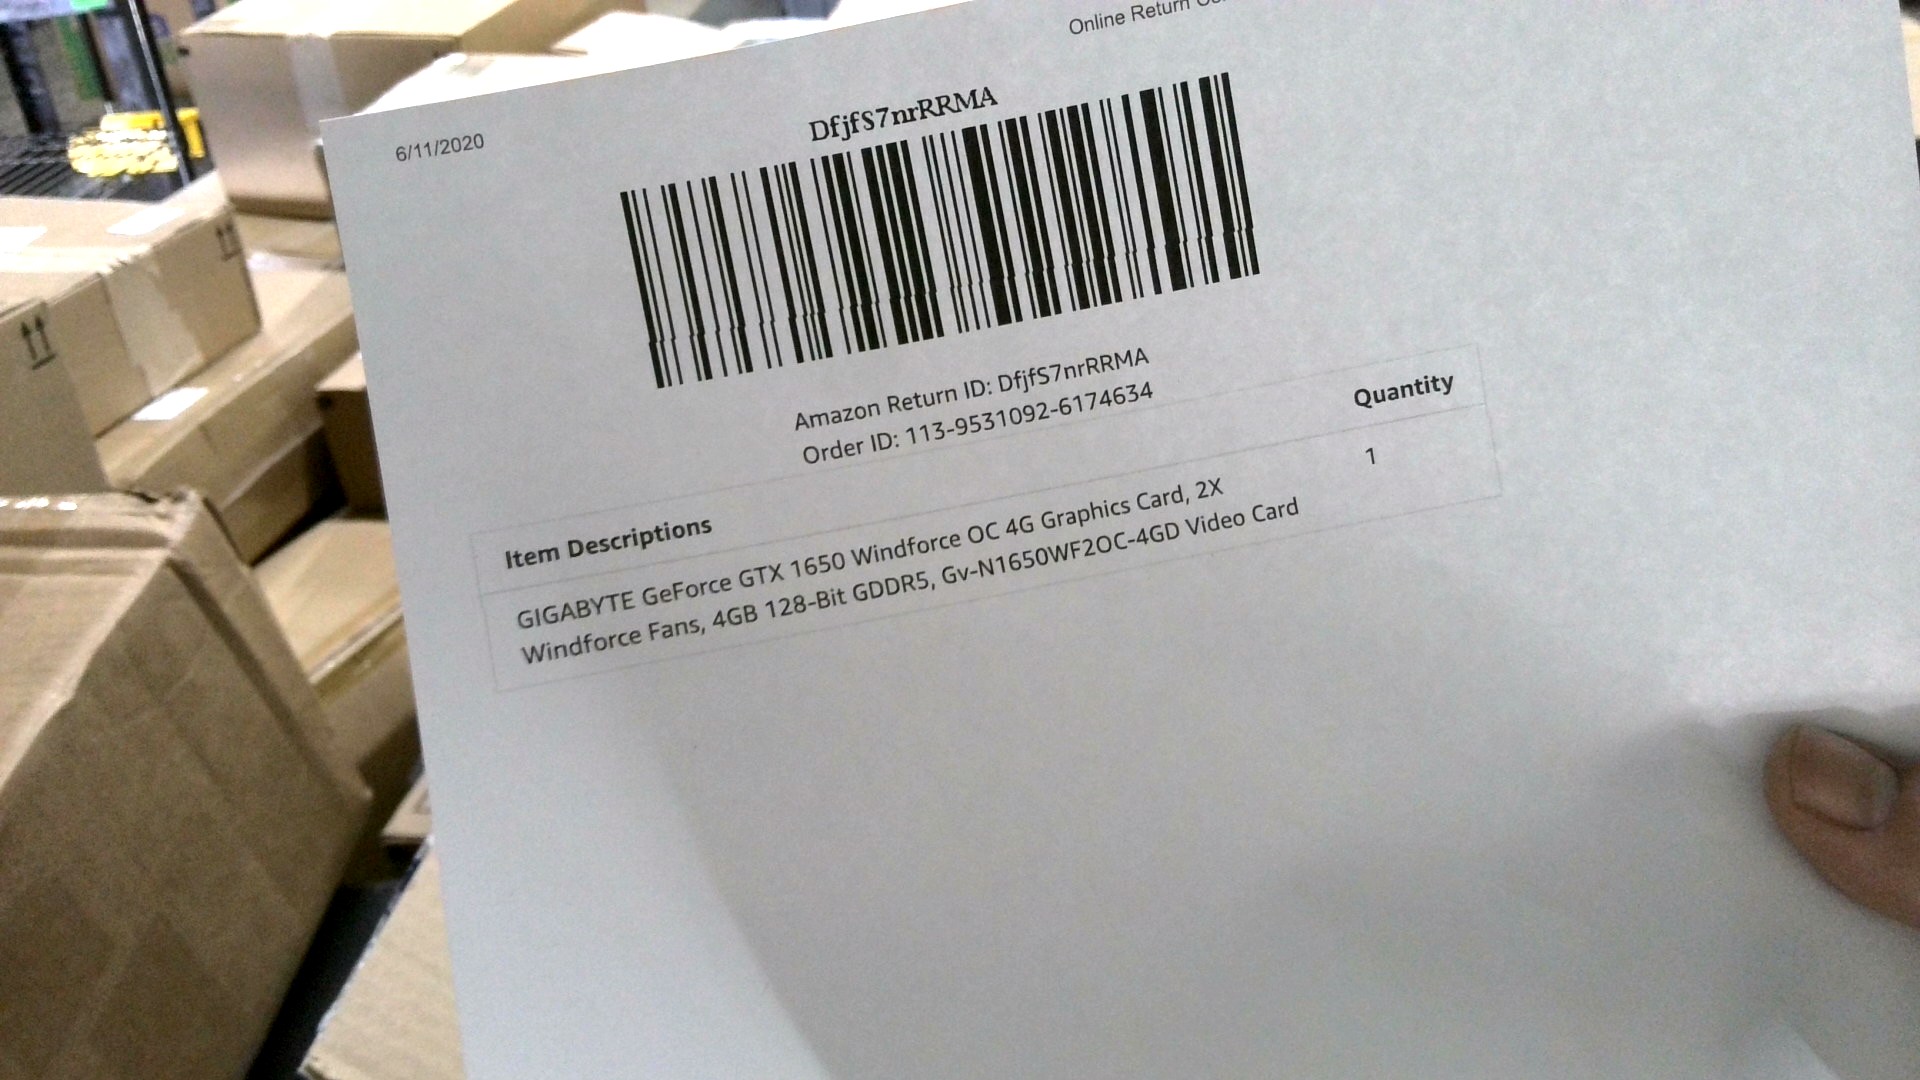 Online Return
6/11/2020
DfjfS7nrRRMA
Amazon Return ID: DfjfS7nrRRMA
Order ID: 113-9531092-6174634
Item Descriptions
Quantity
GIGABYTE GeForce GTX 1650 Windforce OC 4G Graphics Card, 2X
Windforce Fans, 4GB 128-Bit GDDR5, Gv-N1650WF2OC-4GD Video Card
1